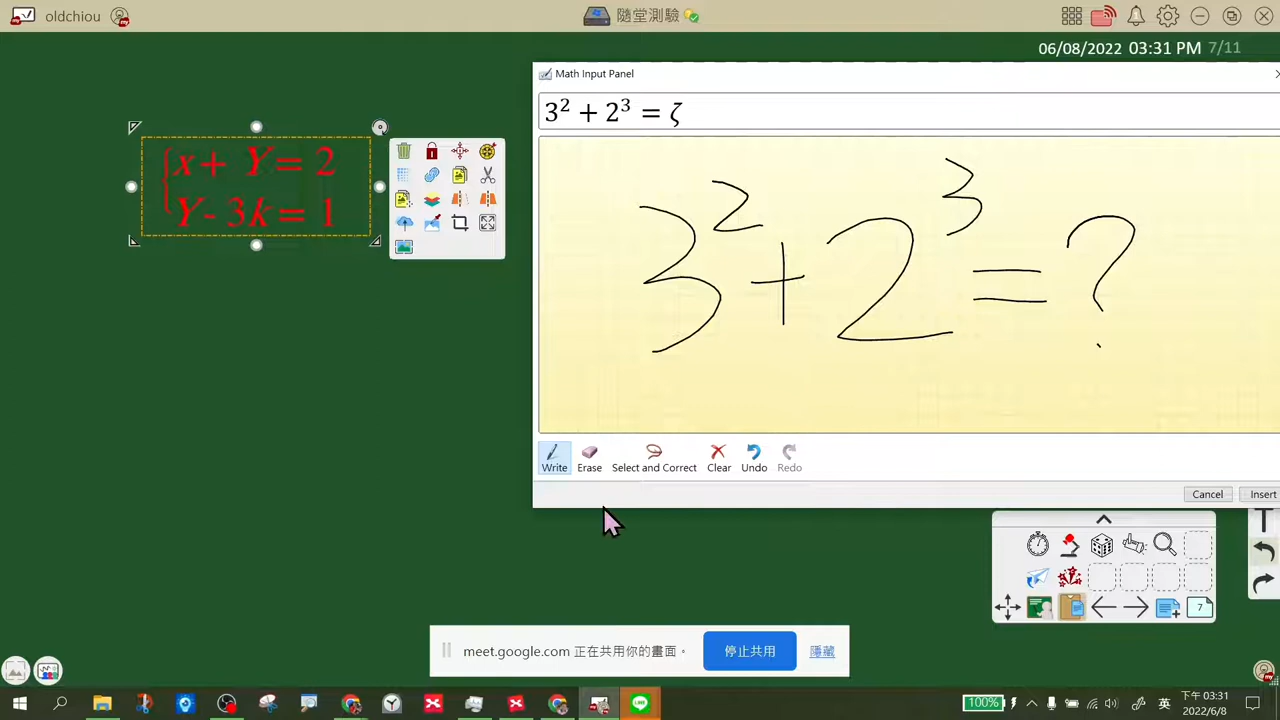 oldchiou
隨堂測驗
06/08/2022 03:31 PM 7/11
Math Input Panel
3² + 2³ = ζ
x + Y = 2
Y - 3k = 1
3² + 2³ = ?
Write
Erase
Select and Correct
Clear
Undo
Redo
Cancel
Insert
T
7
meet.google.com 正在共用你的畫面。
停止共用
隱藏
100%
英
下午 03:31
2022/6/8